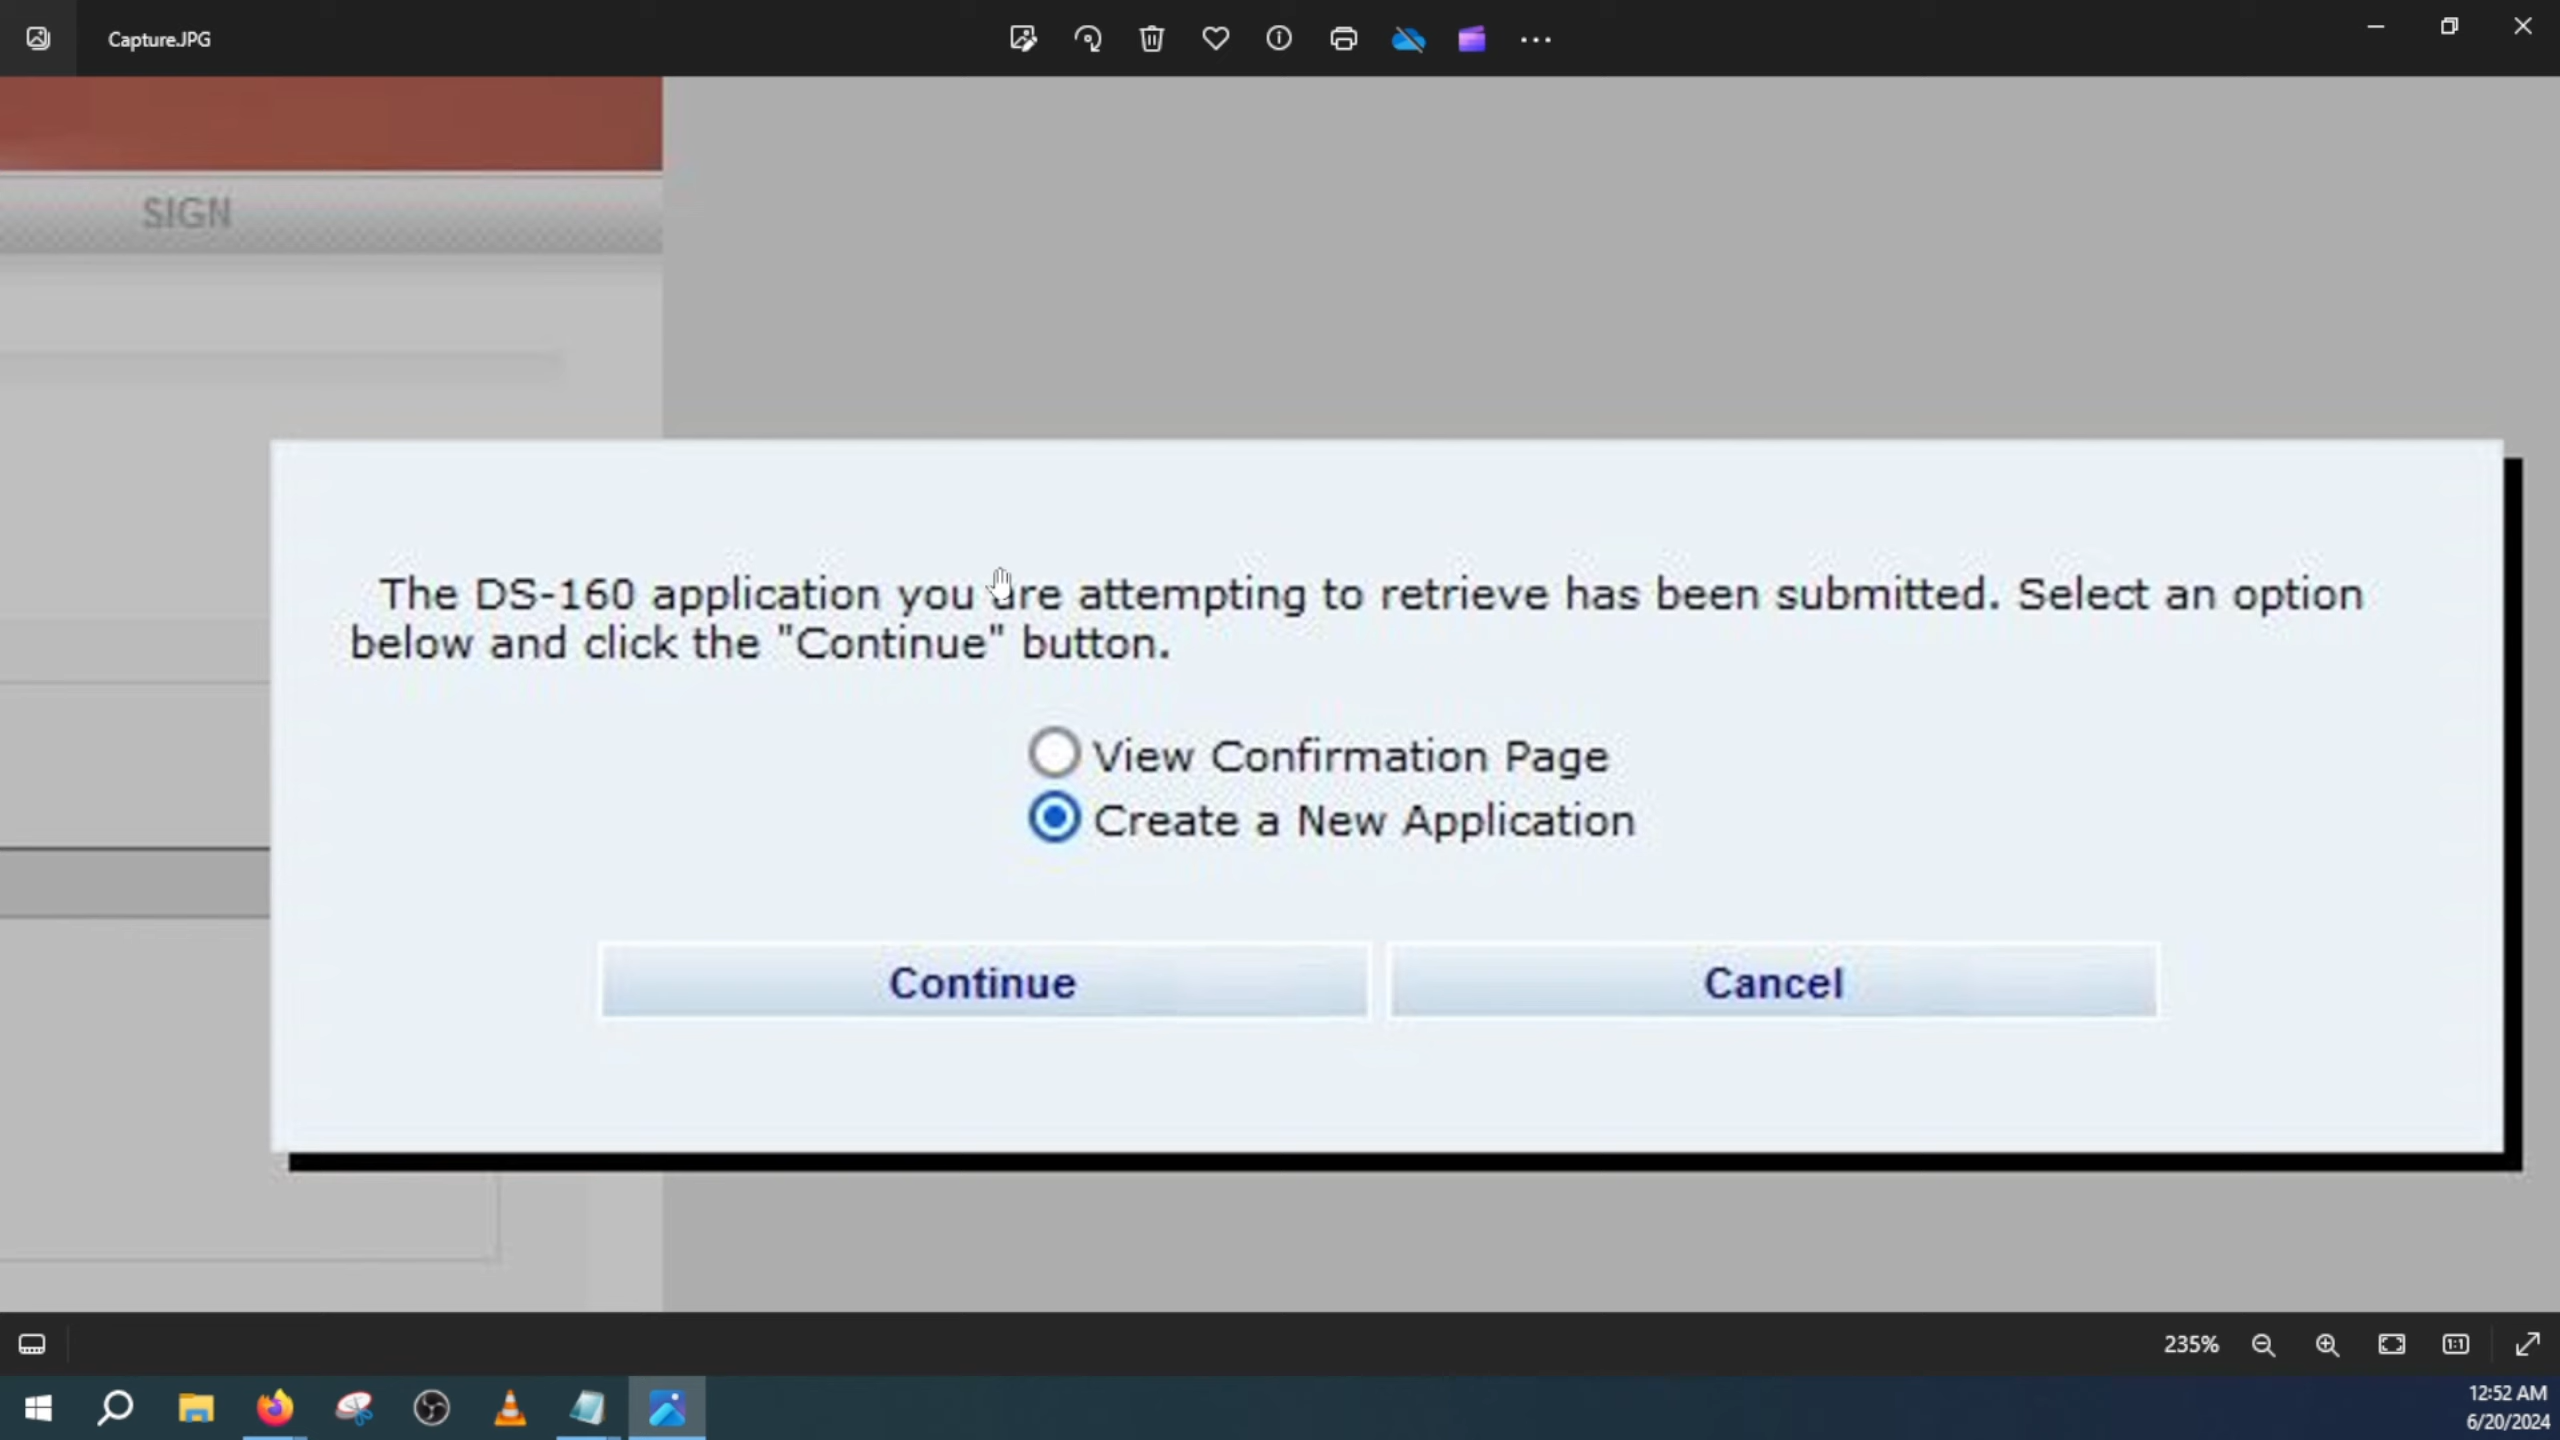 Capture.JPG
SIGN
The DS-160 application you are attempting to retrieve has been submitted. Select an option
below and click the "Continue" button.
View Confirmation Page
Create a New Application
Continue
Cancel
235%
1:1
12:52 AM
6/20/2024